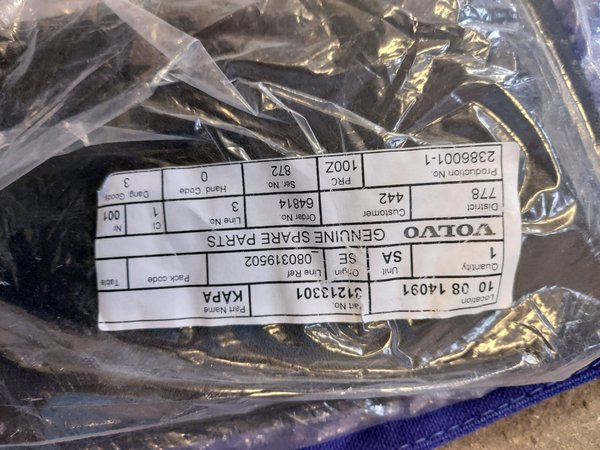 Location Part No. Part Name
10 08 14091 31213301 KAPA
Quantity Unit Origin Line Ref Pack code Table
1 SA SE _080319502
VOLVO GENUINE SPARE PARTS
District Customer Order No. Line No. Cl Nr
778 442 64814 3 1 001
Production No. PRC Ser No. Hand. Code Dang. Goods
2386001-1 100Z 872 0 3